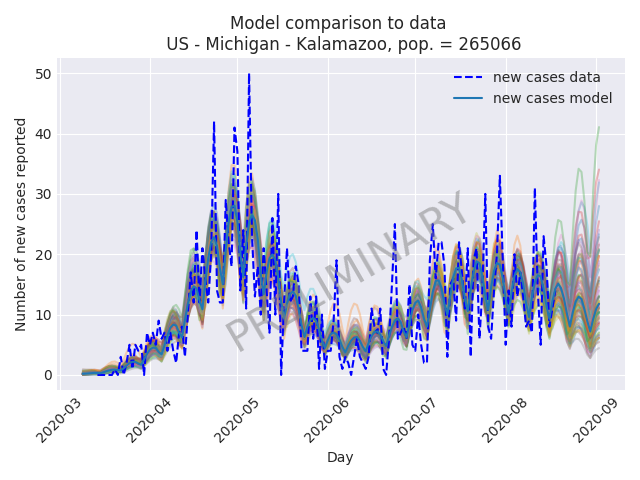 Model comparison to data
US - Michigan - Kalamazoo, pop. = 265066
new cases data
new cases model
PRELIMINARY
Number of new cases reported
50
40
30
20
10
0
2020-03
2020-04
2020-05
2020-06
2020-07
2020-08
2020-09
Day